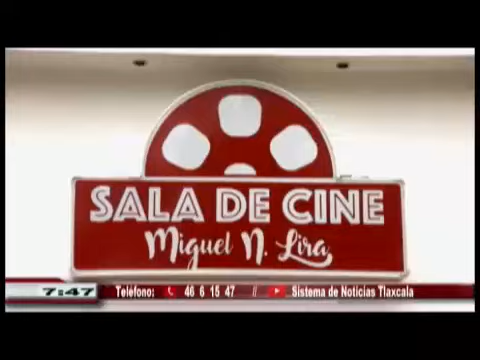 SALA DE CINE
Miguel N. Lira
7:47 Teléfono: 46 6 15 47 // Sistema de Noticias Tlaxcala